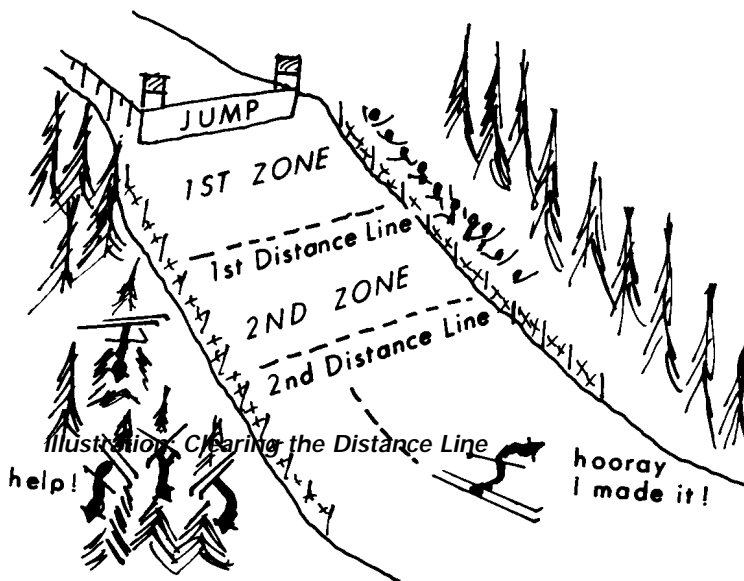 JUMP
1ST ZONE
1st Distance Line
2ND ZONE
2nd Distance Line
Illustration: Clearing the Distance Line
help!
hooray
I made it!